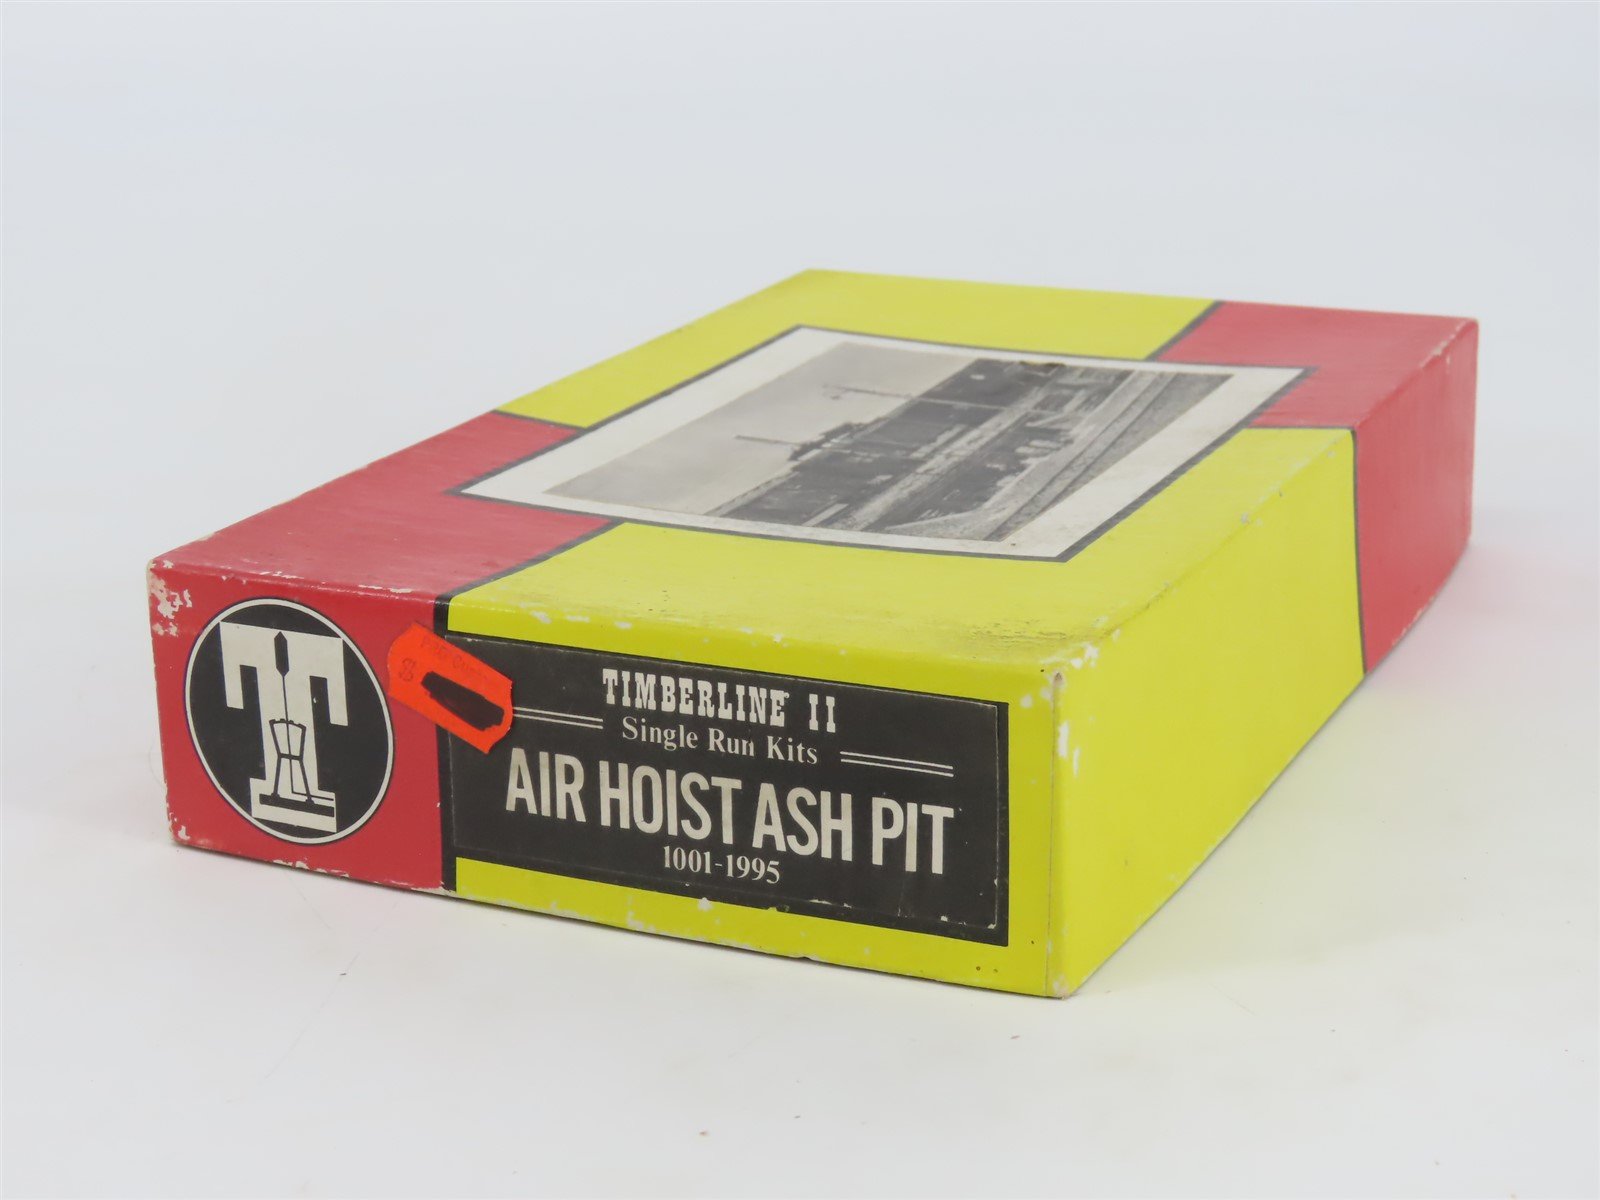 T
$
TIMBERLINE II
Single Run Kits
AIR HOIST ASH PIT
1001-1995